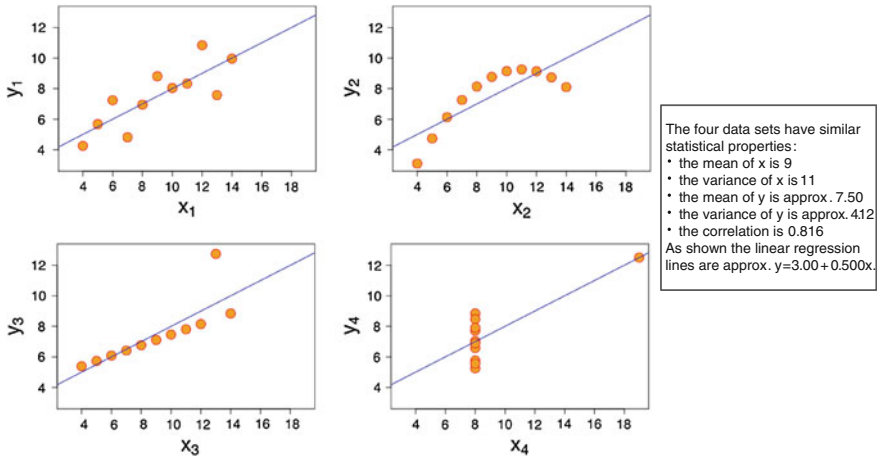 12
10
8
6
4
y1
4 6 8 10 12 14 16 18
x1
12
10
8
6
4
y2
4 6 8 10 12 14 16 18
x2
12
10
8
6
4
y3
4 6 8 10 12 14 16 18
x3
12
10
8
6
4
y4
4 6 8 10 12 14 16 18
x4
The four data sets have similar
statistical properties:
• the mean of x is 9
• the variance of x is 11
• the mean of y is approx. 7.50
• the variance of y is approx. 4.12
• the correlation is 0.816
As shown the linear regression
lines are approx. y=3.00+0.500x.